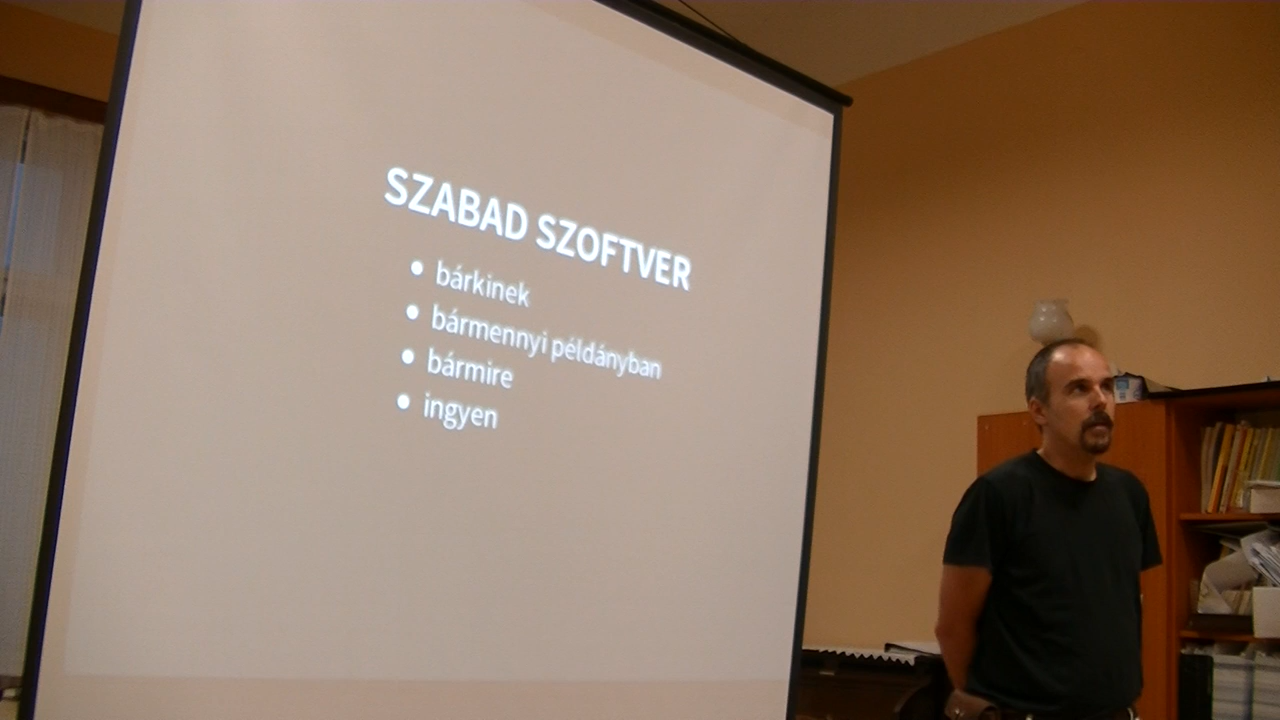 SZABAD SZOFTVER
bárkinek
bármennyi példányban
bármire
ingyen